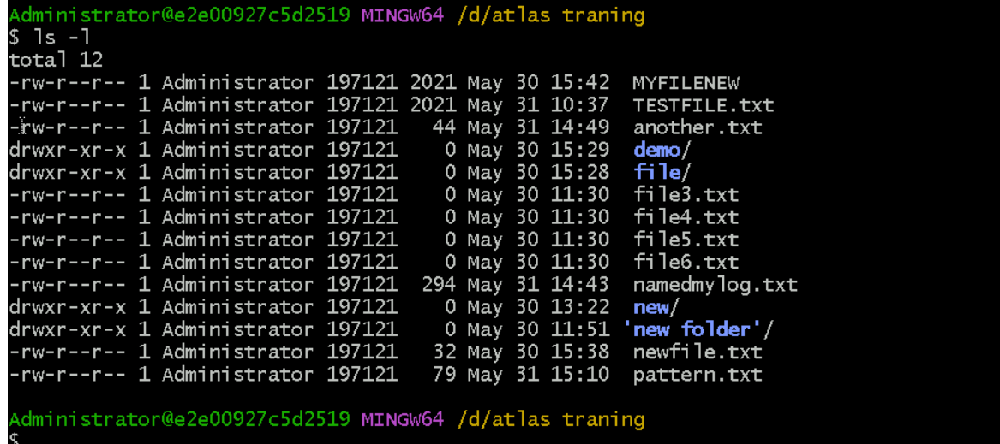 Administrator@e2e00927c5d2519 MINGW64 /d/atlas traning
$ ls -l
total 12
-rw-r--r-- 1 Administrator 197121 2021 May 30 15:42  MYFILENEW
-rw-r--r-- 1 Administrator 197121 2021 May 31 10:37  TESTFILE.txt
-rw-r--r-- 1 Administrator 197121   44 May 31 14:49  another.txt
drwxr-xr-x 1 Administrator 197121    0 May 30 15:29  demo/
drwxr-xr-x 1 Administrator 197121    0 May 30 15:28  file/
-rw-r--r-- 1 Administrator 197121    0 May 30 11:30  file3.txt
-rw-r--r-- 1 Administrator 197121    0 May 30 11:30  file4.txt
-rw-r--r-- 1 Administrator 197121    0 May 30 11:30  file5.txt
-rw-r--r-- 1 Administrator 197121    0 May 30 11:30  file6.txt
-rw-r--r-- 1 Administrator 197121  294 May 31 14:43  namedmylog.txt
drwxr-xr-x 1 Administrator 197121    0 May 30 13:22  new/
drwxr-xr-x 1 Administrator 197121    0 May 30 11:51 'new folder'/
-rw-r--r-- 1 Administrator 197121   32 May 30 15:38  newfile.txt
-rw-r--r-- 1 Administrator 197121   79 May 31 15:10  pattern.txt
Administrator@e2e00927c5d2519 MINGW64 /d/atlas traning
$